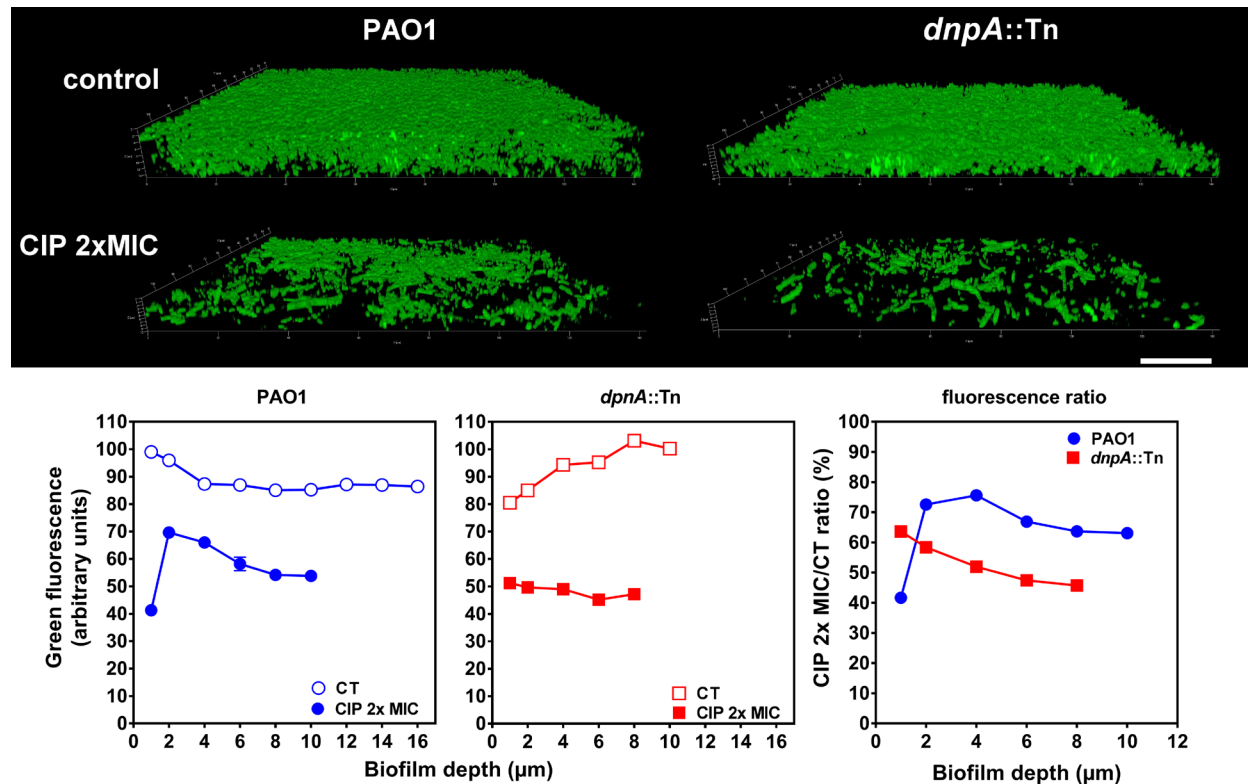 PAO1
dnpA::Tn
control
CIP 2xMIC
PAO1
dpnA::Tn
fluorescence ratio
Green fluorescence
(arbitrary units)
110
100
90
80
70
60
50
40
30
20
10
0
CT
CIP 2x MIC
0 2 4 6 8 10 12 14 16
110
100
90
80
70
60
50
40
30
20
10
0
CT
CIP 2x MIC
0 2 4 6 8 10 12 14 16
Biofilm depth (µm)
CIP 2x MIC/CT ratio (%)
100
90
80
70
60
50
40
30
20
10
0
PAO1
dnpA::Tn
0 2 4 6 8 10 12
Biofilm depth (µm)